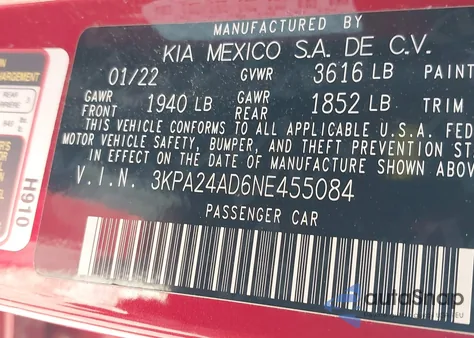 MANUFACTURED BY
KIA MEXICO S.A. DE C.V.
01/22 GVWR 3616 LB PAINT
GAWR FRONT 1940 LB GAWR REAR 1852 LB TRIM
THIS VEHICLE CONFORMS TO ALL APPLICABLE U.S.A. FED
MOTOR VEHICLE SAFETY, BUMPER, AND THEFT PREVENTION ST
IN EFFECT ON THE DATE OF MANUFACTURE SHOWN ABOVE
V.I.N. 3KPA24AD6NE455084
PASSENGER CAR
H910
autoSnap